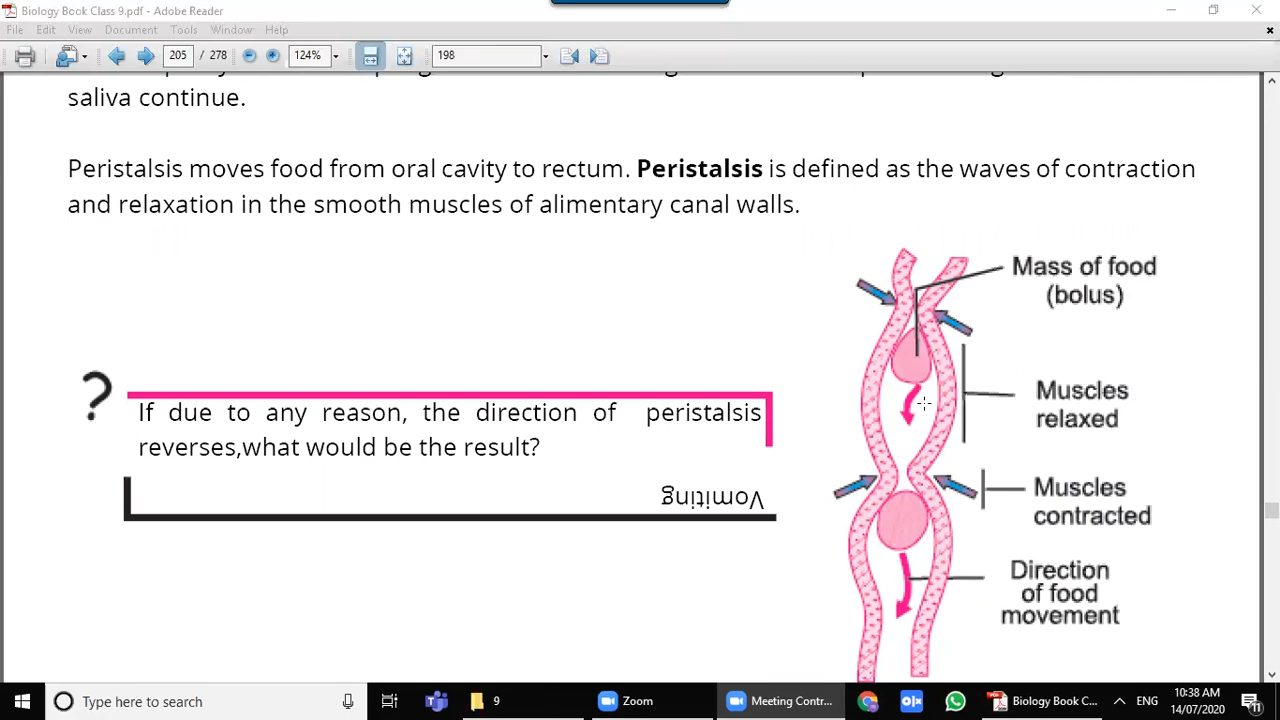 Biology Book Class 9.pdf - Adobe Reader
File Edit View Document Tools Window Help
205 / 278 124% 198
saliva continue.
Peristalsis moves food from oral cavity to rectum. Peristalsis is defined as the waves of contraction
and relaxation in the smooth muscles of alimentary canal walls.
Mass of food
(bolus)
Muscles
relaxed
Muscles
contracted
Direction
of food
movement
?
If due to any reason, the direction of peristalsis
reverses,what would be the result?
Vomiting
Type here to search 9 Zoom Meeting Contr... olx Biology Book C... ENG 10:38 AM
14/07/2020 11